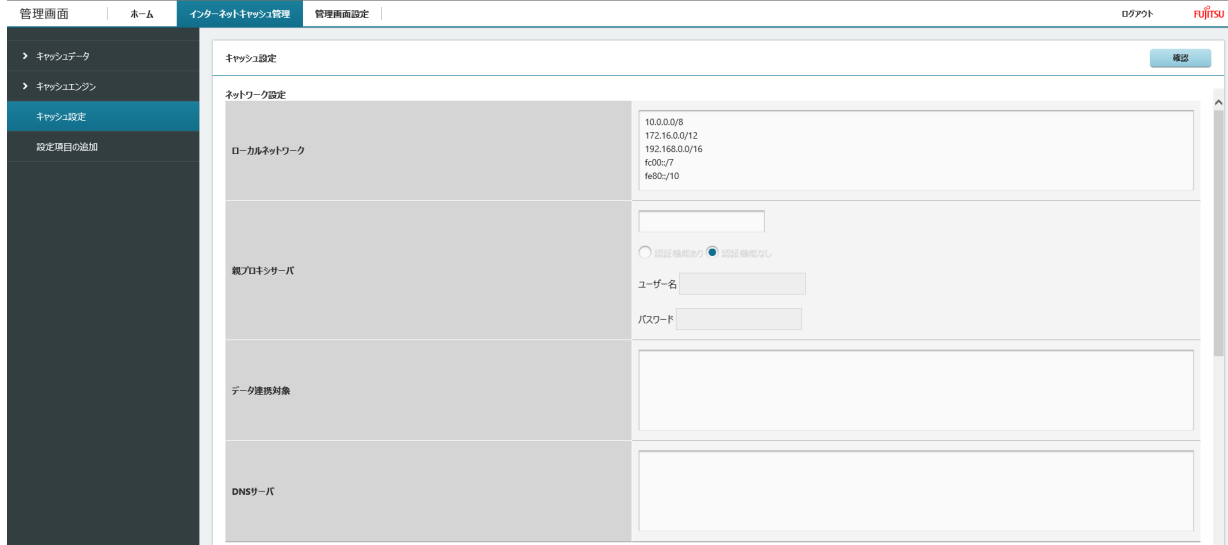 管理画面
ホーム
インターネットキャッシュ管理
管理画面設定
ログアウト
FUJITSU
キャッシュデータ
キャッシュエンジン
キャッシュ設定
設定項目の追加
キャッシュ設定
確認
ネットワーク設定
ローカルネットワーク
10.0.0.0/8
172.16.0.0/12
192.168.0.0/16
fc00::/7
fe80::/10
親プロキシサーバ
認証機能あり 認証機能なし
ユーザー名
パスワード
データ連携対象
DNSサーバ